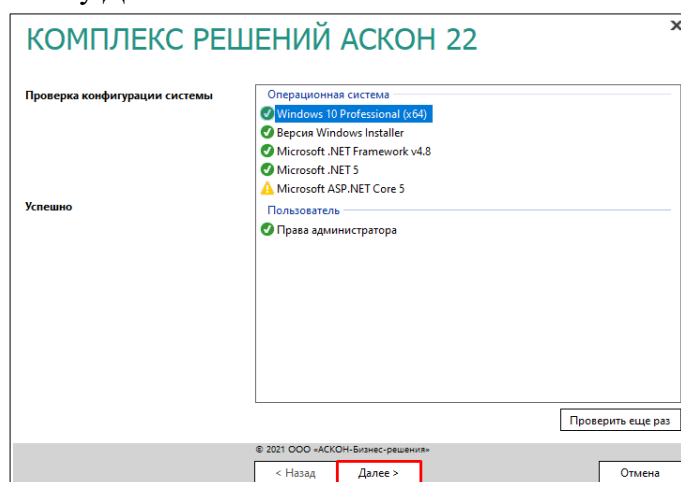 КОМПЛЕКС РЕШЕНИЙ АСКОН 22
×
Проверка конфигурации системы
Операционная система
Windows 10 Professional (x64)
Версия Windows Installer
Microsoft .NET Framework v4.8
Microsoft .NET 5
Microsoft ASP.NET Core 5
Успешно
Пользователь
Права администратора
Проверить еще раз
© 2021 ООО «АСКОН-Бизнес-решения»
< Назад
Далее >
Отмена